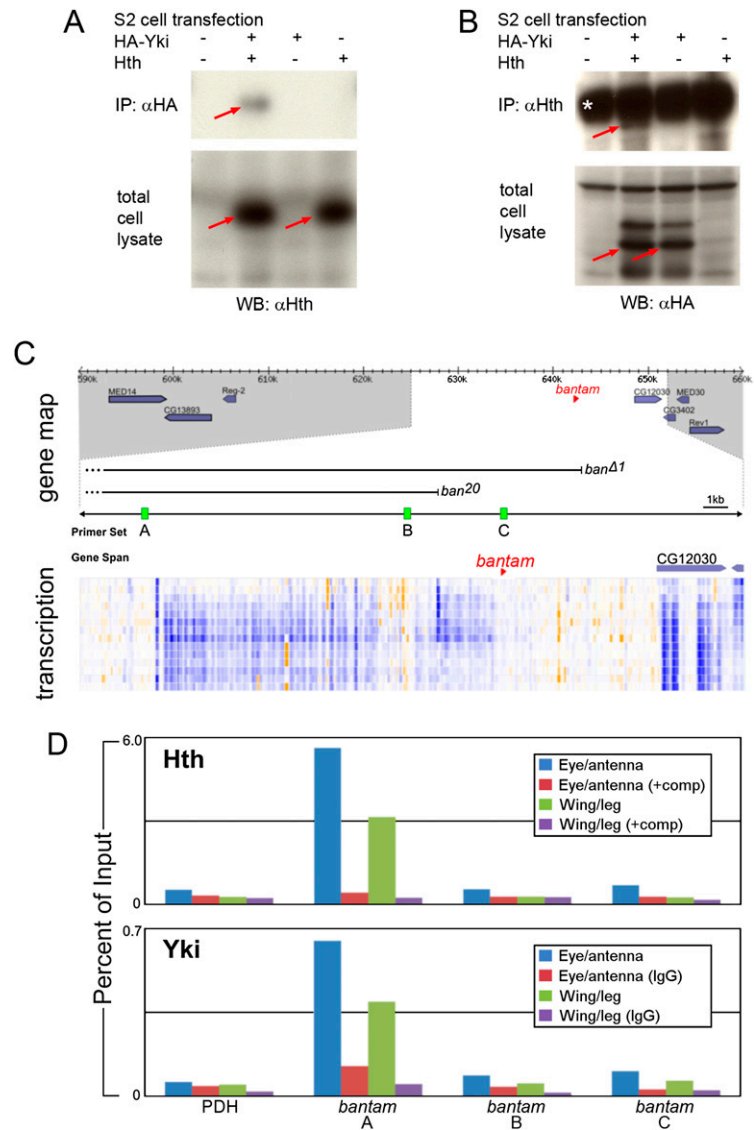 A
S2 cell transfection
HA-Yki - + + -
Hth - + - +
IP: αHA
total
cell
lysate
WB: αHth
B
S2 cell transfection
HA-Yki - + + -
Hth - + - +
IP: αHth
*
total
cell
lysate
WB: αHA
C
gene map
590k 600k 610k 620k 630k 640k 650k 660k
MED14
CG13893
Reg-2
bantam
CG12030
MED30
CG3402
Rev1
banΔ1
ban20
1kb
Primer Set
A B C
Gene Span
bantam
CG12030
transcription
D
Percent of Input
6.0
0
Hth
Eye/antenna
Eye/antenna (+comp)
Wing/leg
Wing/leg (+comp)
0.7
0
Yki
Eye/antenna
Eye/antenna (IgG)
Wing/leg
Wing/leg (IgG)
PDH bantam bantam bantam
A B C